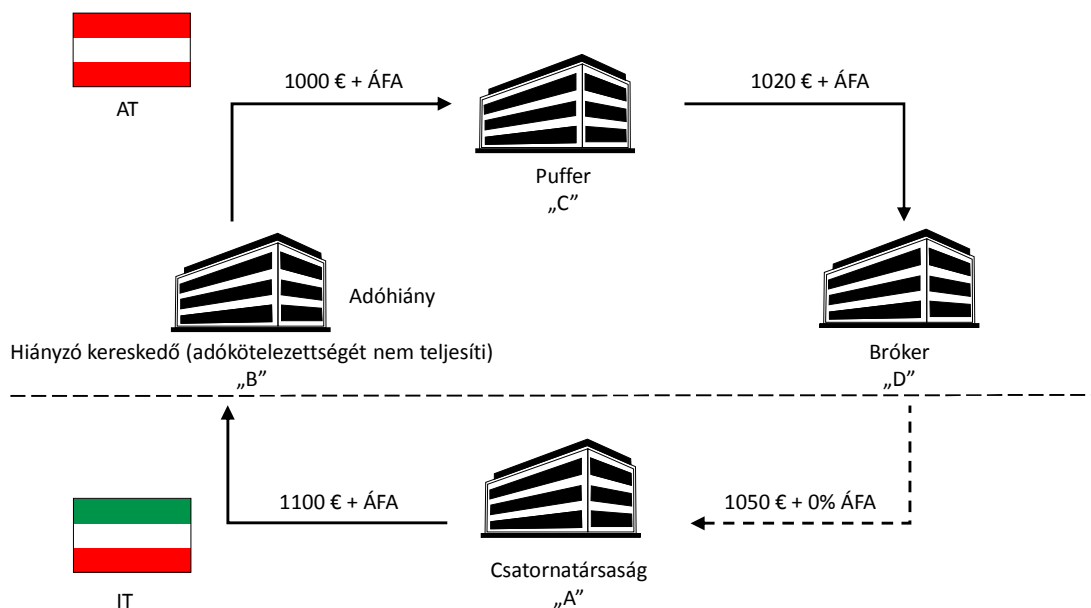 AT
1000 € + ÁFA
1020 € + ÁFA
Puffer
„C”
Adóhiány
Hiányzó kereskedő (adókötelezettségét nem teljesíti)
„B”
Bróker
„D”
1100 € + ÁFA
1050 € + 0% ÁFA
Csatornatársaság
„A”
IT